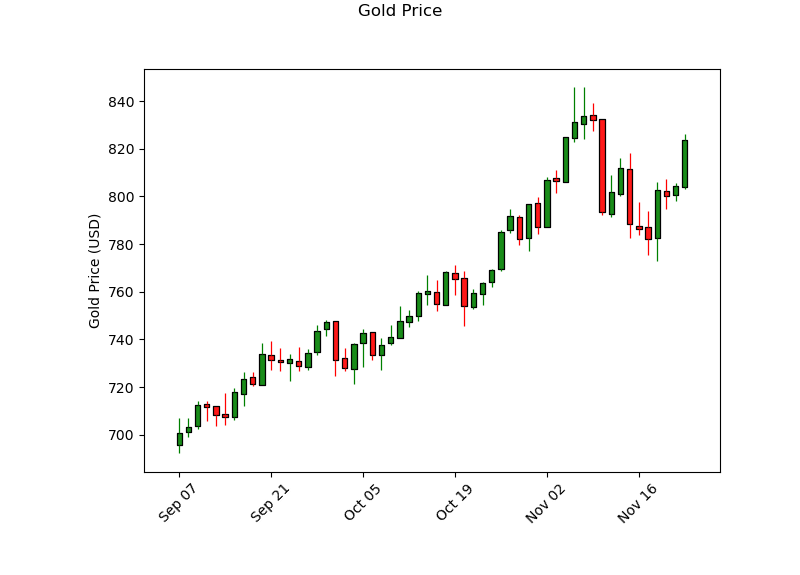 Gold Price
Gold Price (USD)
840
820
800
780
760
740
720
700
Sep 07
Sep 21
Oct 05
Oct 19
Nov 02
Nov 16